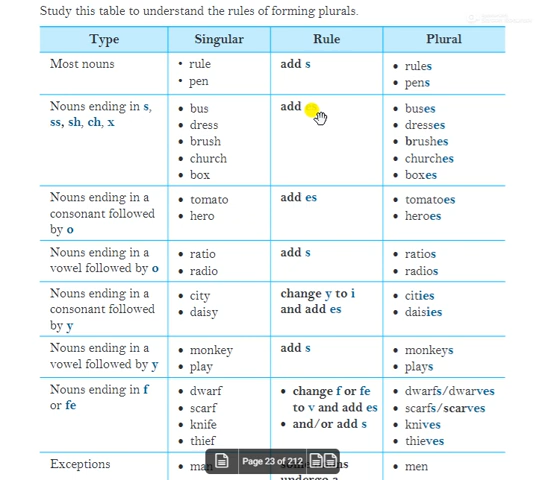 Study this table to understand the rules of forming plurals.
Type Singular Rule Plural
Most nouns • rule add s • rules
• pen • pens
Nouns ending in s, • bus add • buses
ss, sh, ch, x • dress • dresses
• brush • brushes
• church • churches
• box • boxes
Nouns ending in a • tomato add es • tomatoes
consonant followed • hero • heroes
by o
Nouns ending in a • ratio add s • ratios
vowel followed by o • radio • radios
Nouns ending in a • city change y to i • cities
consonant followed • daisy and add es • daisies
by y
Nouns ending in a • monkey add s • monkeys
vowel followed by y • play • plays
Nouns ending in f • dwarf • change f or fe • dwarfs/dwarves
or fe • scarf to v and add es • scarfs/scarves
• knife • and/or add s • knives
• thief • thieves
Page 23 of 212
Exceptions • man • men
undergo a